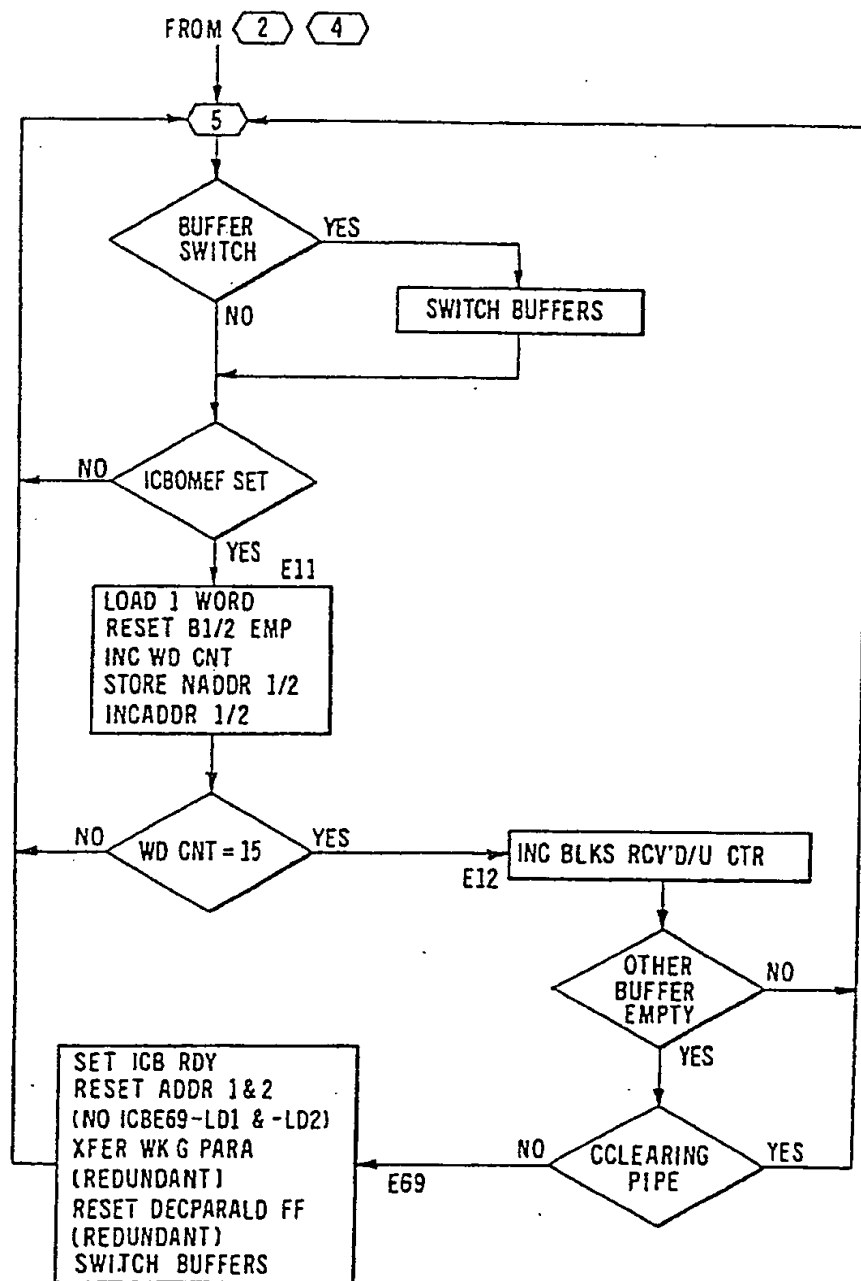 FROM 2 4
5
BUFFER
SWITCH
YES
SWITCH BUFFERS
NO
NO
ICBOMEF SET
YES
E11
LOAD 1 WORD
RESET B1/2 EMP
INC WD CNT
STORE NADDR 1/2
INCADDR 1/2
NO
WD CNT = 15
YES
INC BLKS RCV'D/U CTR
E12
OTHER
BUFFER
EMPTY
NO
YES
CCLEARING
PIPE
NO
YES
E69
SET ICB RDY
RESET ADDR 1&2
(NO ICBE69-LD1 & -LD2)
XFER WKG PARA
(REDUNDANT)
RESET DECPARALD FF
(REDUNDANT)
SWITCH BUFFERS